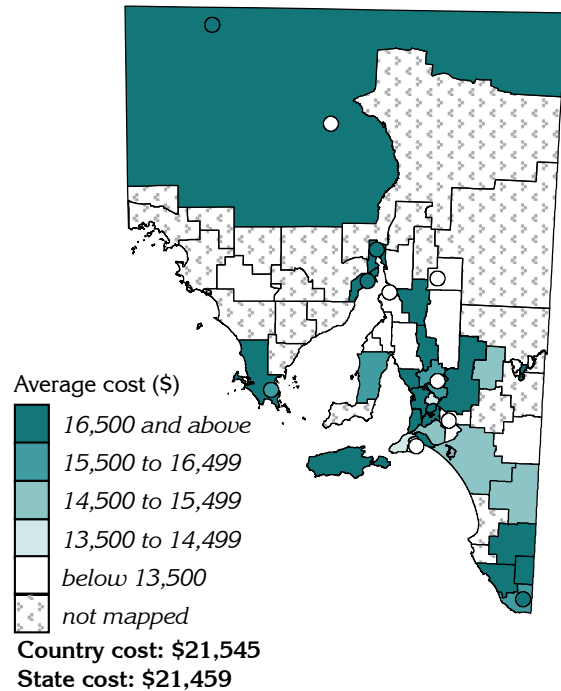 Average cost ($)
16,500 and above
15,500 to 16,499
14,500 to 15,499
13,500 to 14,499
below 13,500
not mapped
Country cost: $21,545
State cost: $21,459